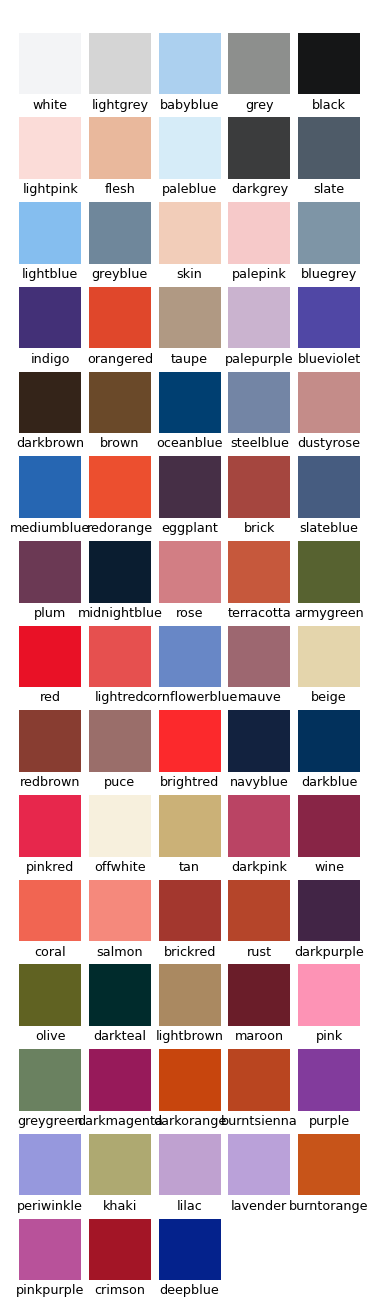 white lightgrey babyblue grey black
lightpink flesh paleblue darkgrey slate
lightblue greyblue skin palepink bluegrey
indigo orangered taupe palepurple blueviolet
darkbrown brown oceanblue steelblue dustyrose
mediumblue redorange eggplant brick slateblue
plum midnightblue rose terracotta armygreen
red lightred cornflowerblue mauve beige
redbrown puce brightred navyblue darkblue
pinkred offwhite tan darkpink wine
coral salmon brickred rust darkpurple
olive darkteal lightbrown maroon pink
greygreen darkmagenta darkorange burntsienna purple
periwinkle khaki lilac lavender burntorange
pinkpurple crimson deepblue